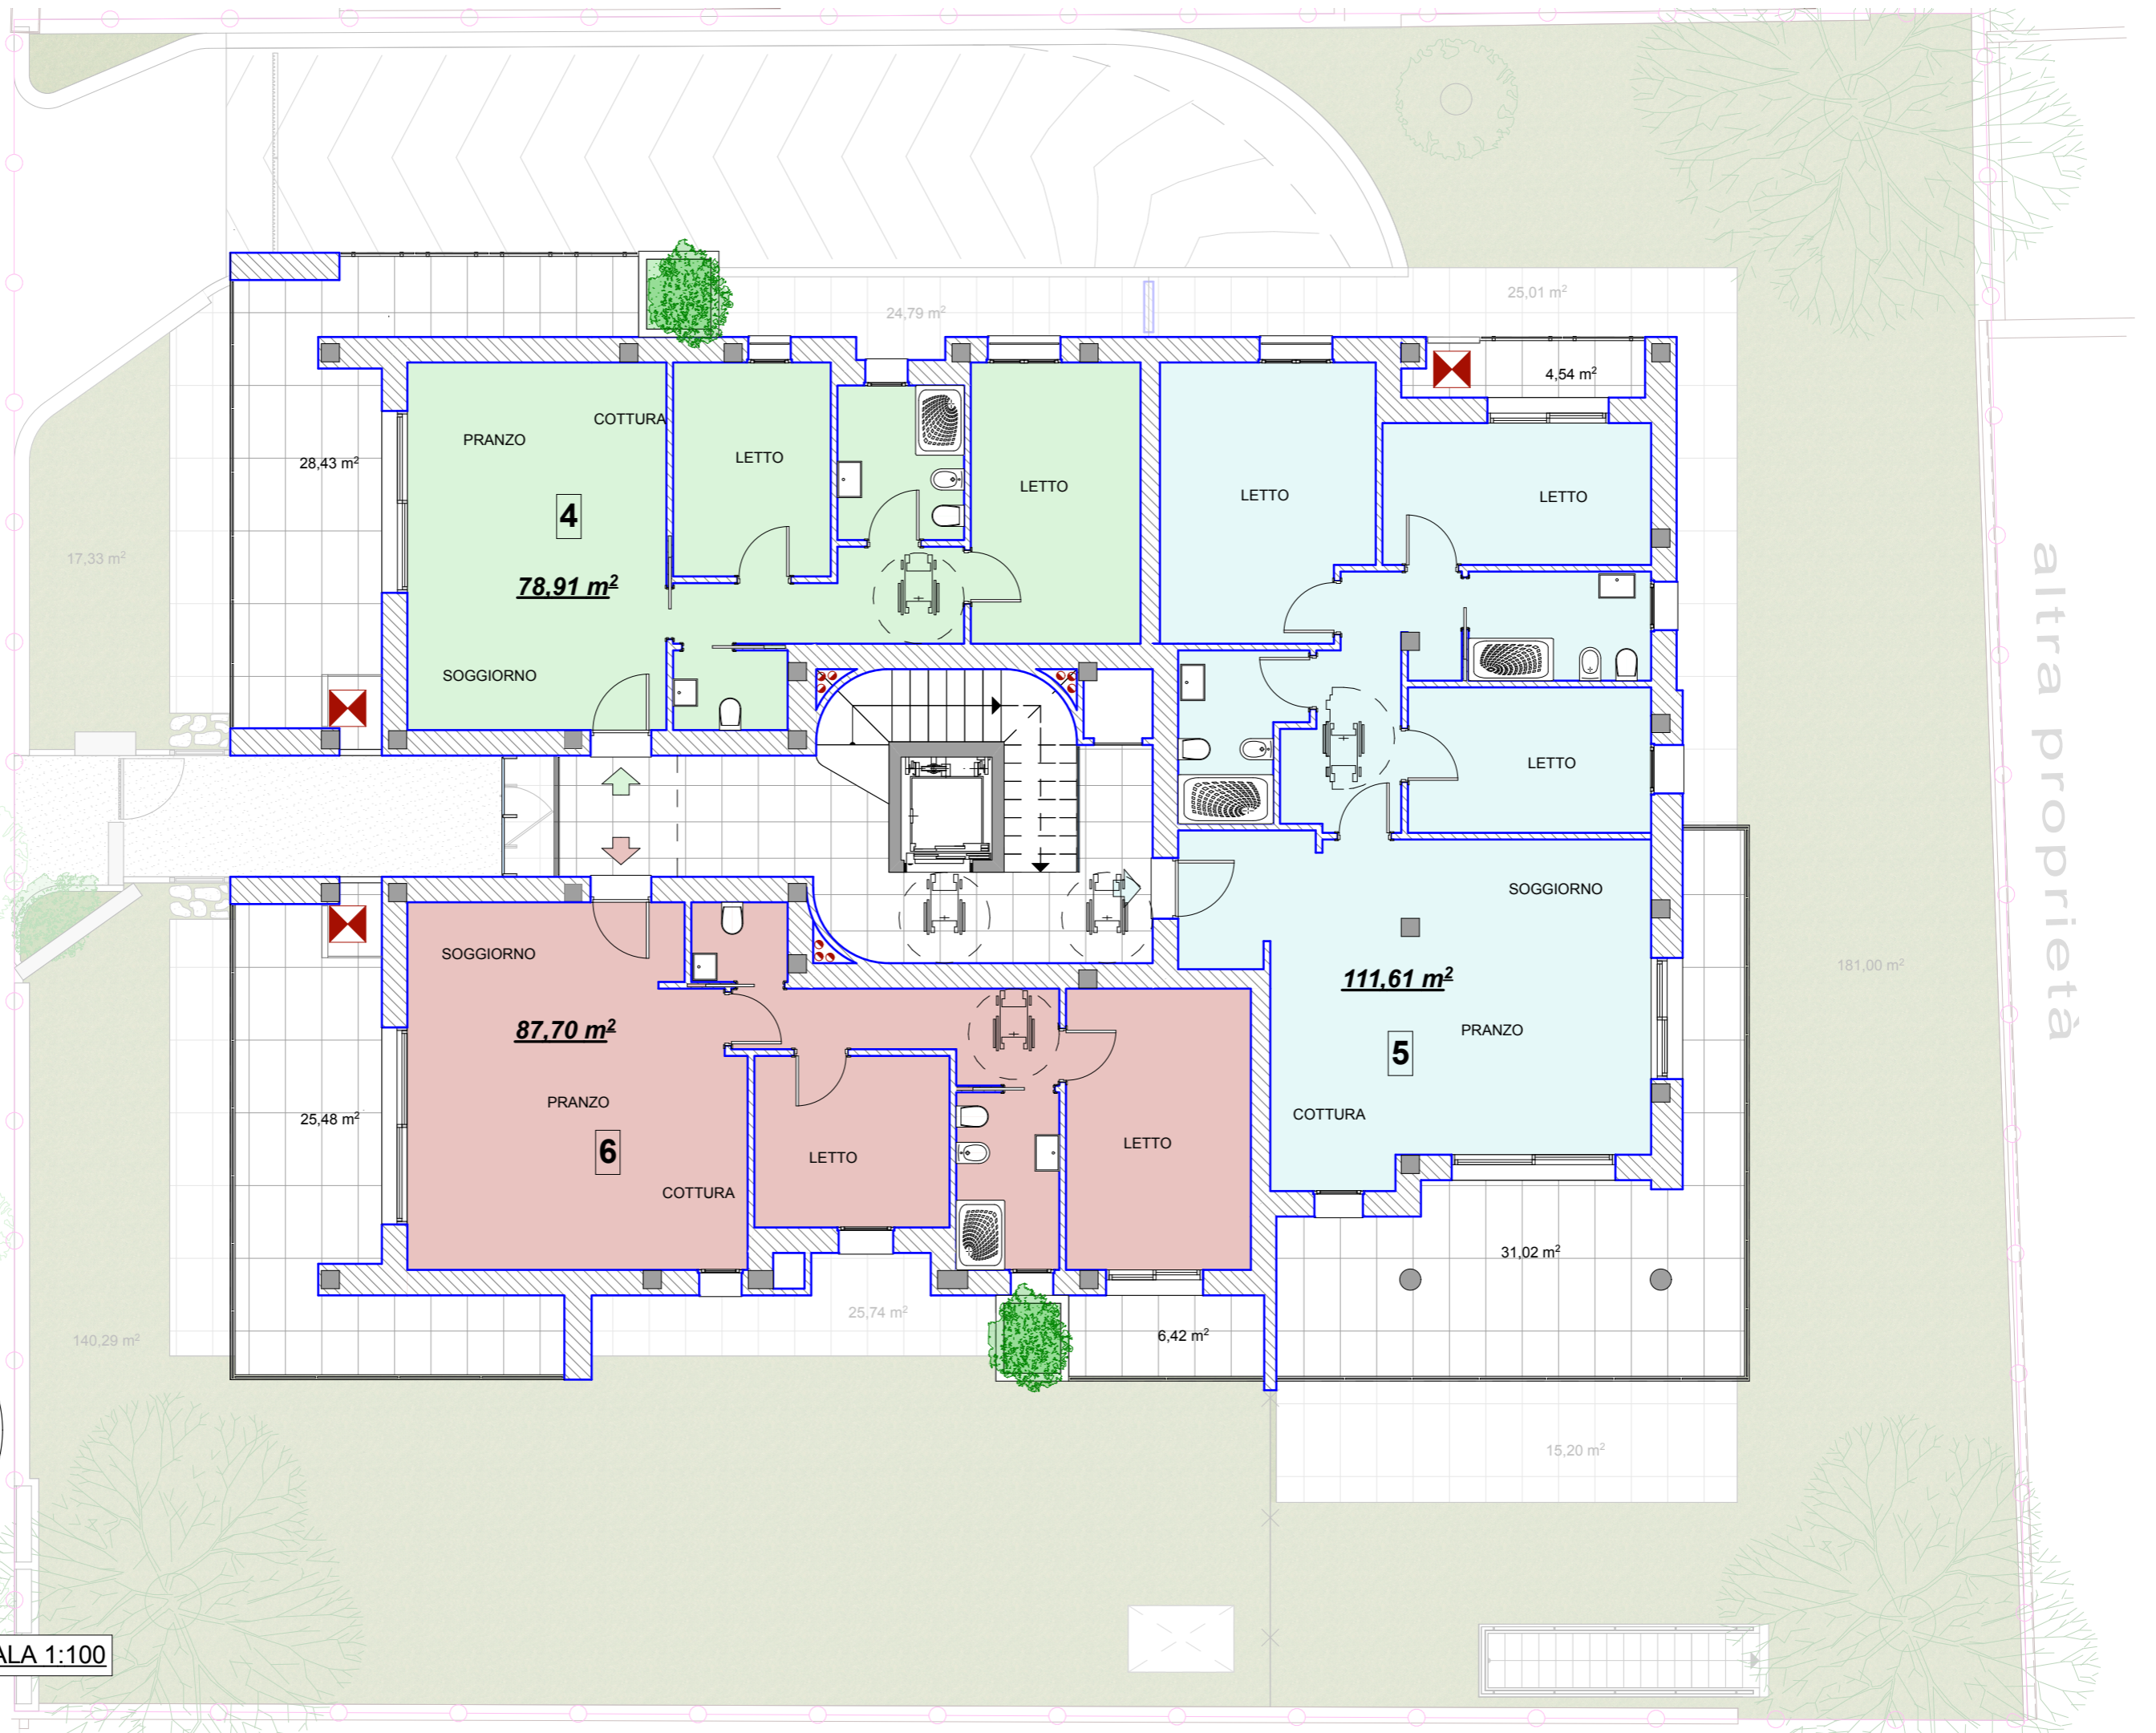 25,01 m²
24,79 m²
4,54 m²
COTTURA
PRANZO
LETTO
28,43 m²
LETTO
LETTO
LETTO
4
17,33 m²
78,91 m²
SOGGIORNO
LETTO
altra proprietà
SOGGIORNO
SOGGIORNO
181,00 m²
111,61 m²
87,70 m²
PRANZO
5
PRANZO
25,48 m²
COTTURA
6
LETTO
LETTO
COTTURA
31,02 m²
25,74 m²
6,42 m²
140,29 m²
15,20 m²
ALA 1:100